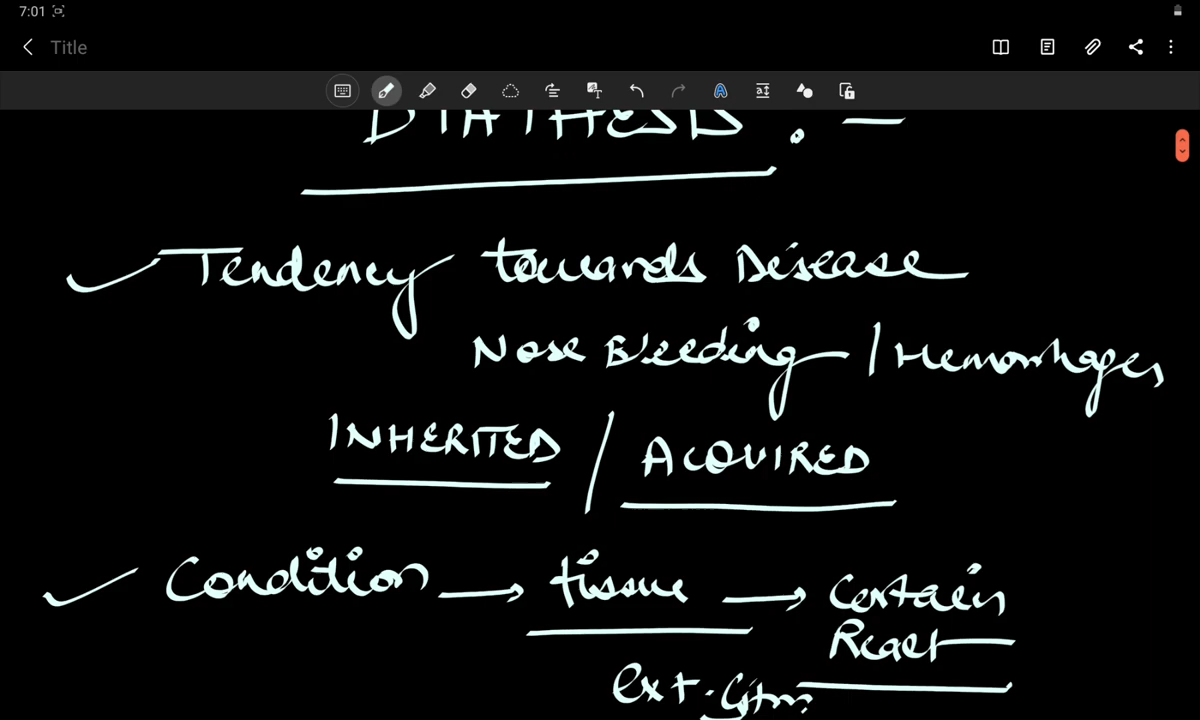 7:01
Title
DIATHESIS : —
Tendency towards Disease
Nose Bleeding / Hemorrhages
INHERITED / ACQUIRED
Condition → tissue → Certain
React
ext.